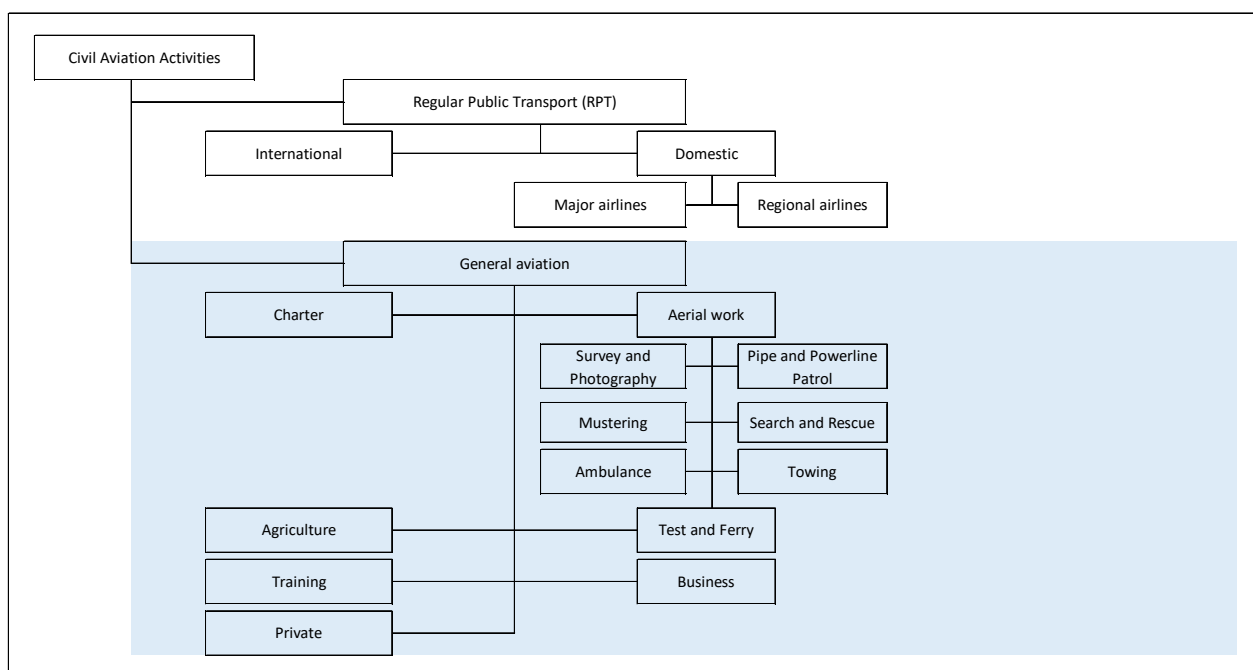 Civil Aviation Activities
Regular Public Transport (RPT)
International
Domestic
Major airlines
Regional airlines
General aviation
Charter
Aerial work
Survey and
Photography
Pipe and Powerline
Patrol
Mustering
Search and Rescue
Ambulance
Towing
Agriculture
Test and Ferry
Training
Business
Private